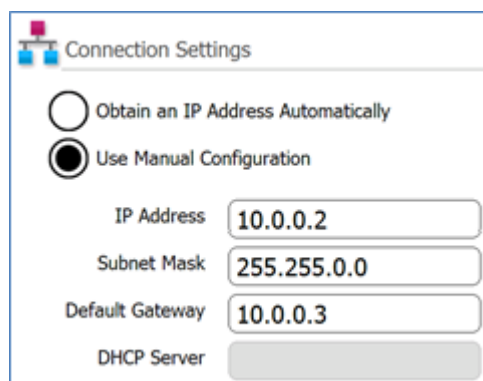 Connection Settings
Obtain an IP Address Automatically
Use Manual Configuration
IP Address 10.0.0.2
Subnet Mask 255.255.0.0
Default Gateway 10.0.0.3
DHCP Server